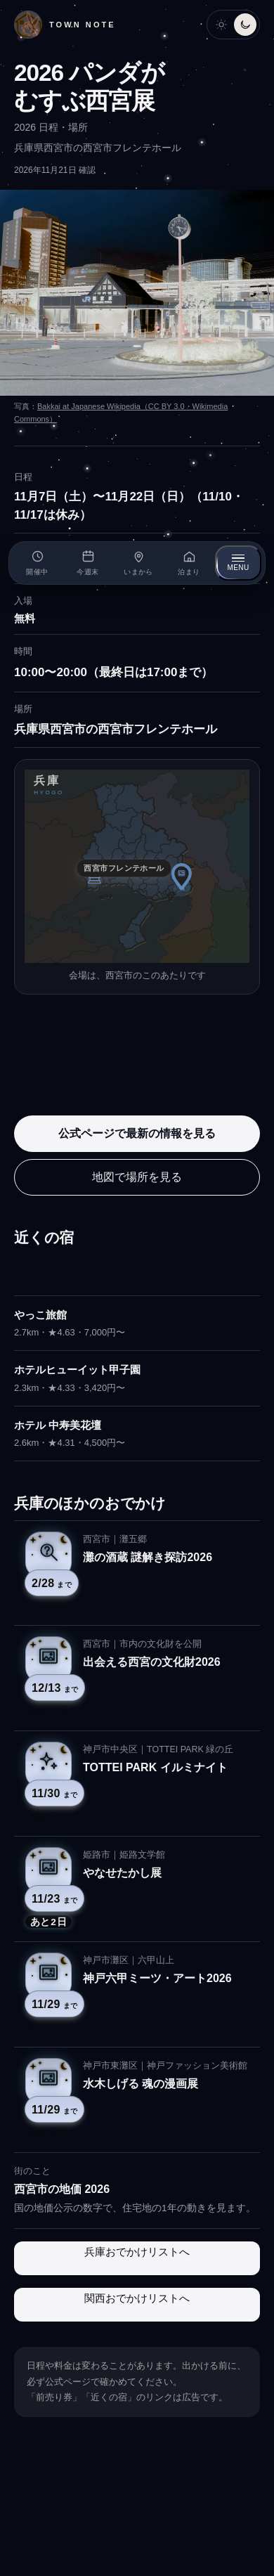 TOWN NOTE
2026 パンダが
むすぶ西宮展
2026 日程・場所
兵庫県西宮市の西宮市フレンテホール
2026年11月21日 確認
写真：Bakkai at Japanese Wikipedia（CC BY 3.0・Wikimedia
Commons）
日程
11月7日（土）〜11月22日（日）（11/10・
11/17は休み）
開催中
今週末
いまから
泊まり
MENU
入場
無料
時間
10:00〜20:00（最終日は17:00まで）
場所
兵庫県西宮市の西宮市フレンテホール
兵庫
HYOGO
西宮市フレンテホール
会場は、西宮市のこのあたりです
公式ページで最新の情報を見る
地図で場所を見る
近くの宿
やっこ旅館
2.7km・★4.63・7,000円〜
ホテルヒューイット甲子園
2.3km・★4.33・3,420円〜
ホテル 中寿美花壇
2.6km・★4.31・4,500円〜
兵庫のほかのおでかけ
西宮市｜灘五郷
灘の酒蔵 謎解き探訪2026
2/28 まで
西宮市｜市内の文化財を公開
出会える西宮の文化財2026
12/13 まで
神戸市中央区｜TOTTEI PARK 緑の丘
TOTTEI PARK イルミナイト
11/30 まで
姫路市｜姫路文学館
やなせたかし展
11/23 まで
あと2日
神戸市灘区｜六甲山上
神戸六甲ミーツ・アート2026
11/29 まで
神戸市東灘区｜神戸ファッション美術館
水木しげる 魂の漫画展
11/29 まで
街のこと
西宮市の地価 2026
国の地価公示の数字で、住宅地の1年の動きを見ます。
兵庫おでかけリストへ
関西おでかけリストへ
日程や料金は変わることがあります。出かける前に、
必ず公式ページで確かめてください。
「前売り券」「近くの宿」のリンクは広告です。